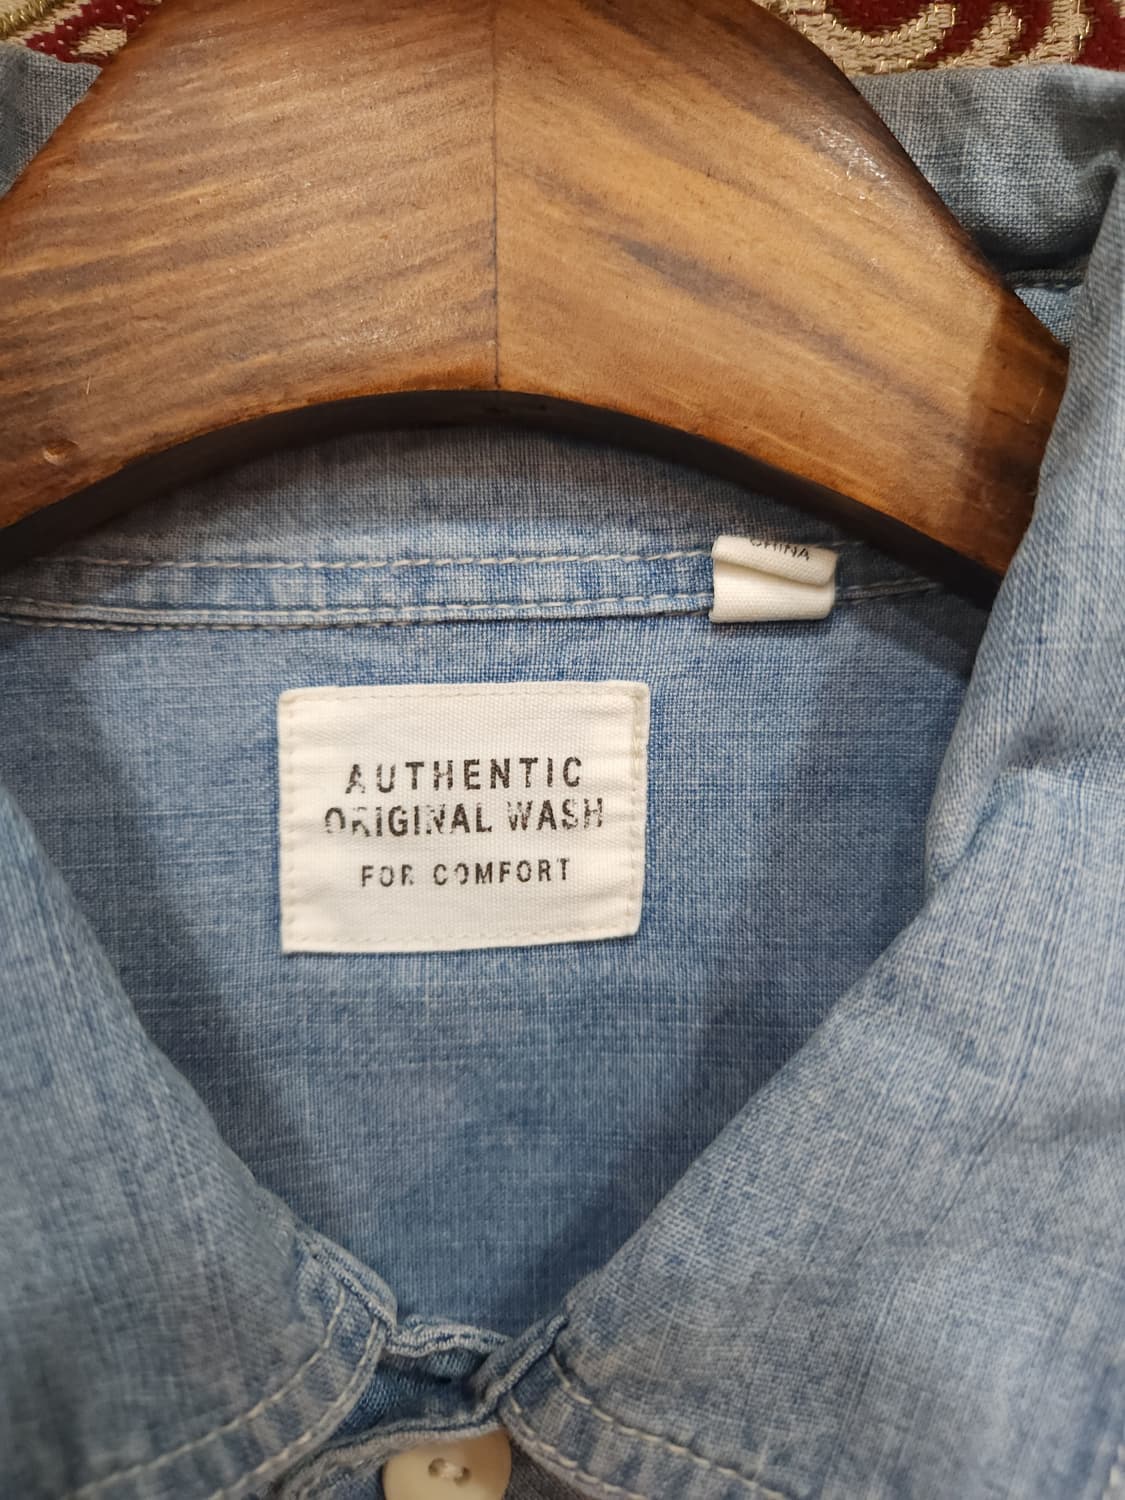 CHINA
AUTHENTIC
ORIGINAL WASH
FOR COMFORT